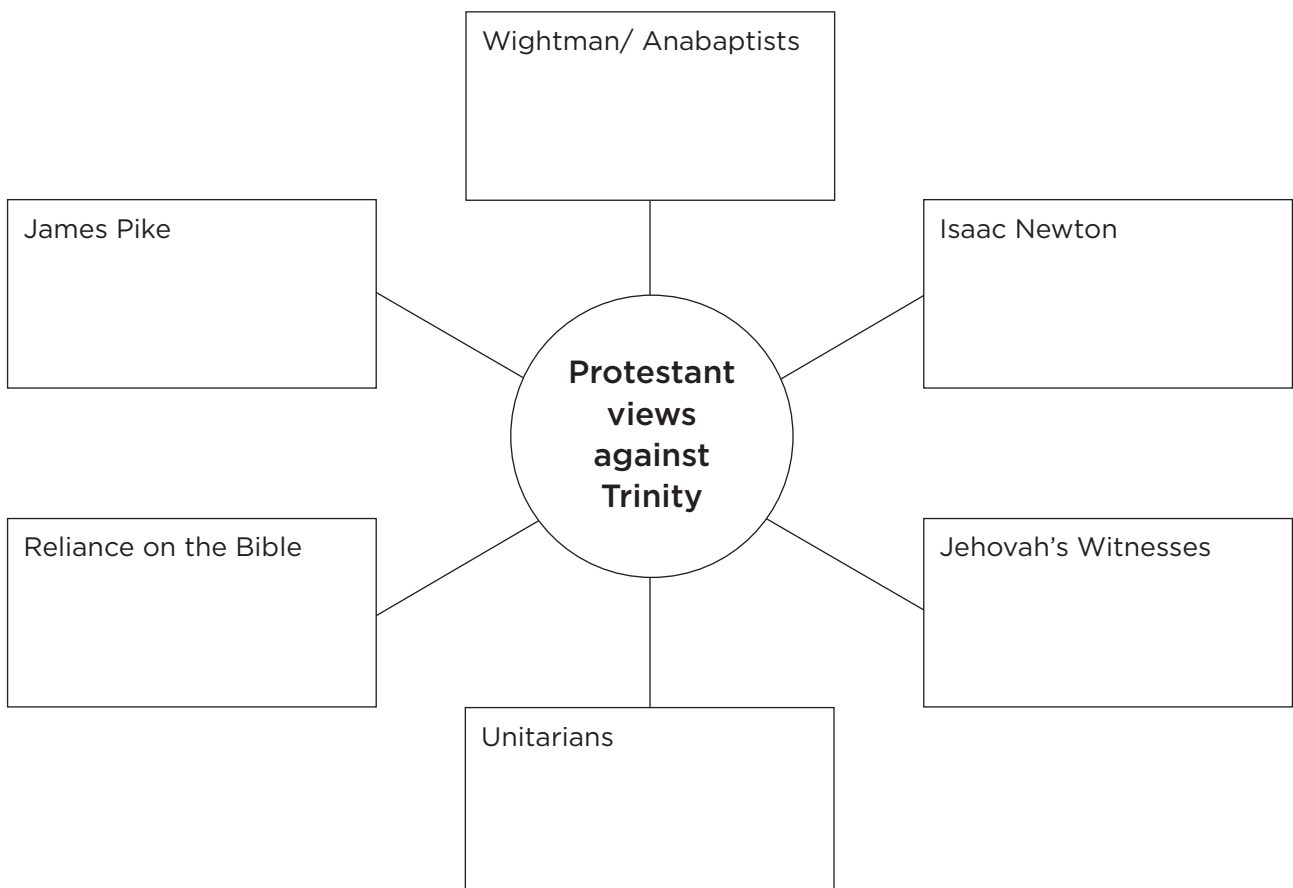 Wightman/ Anabaptists
James Pike
Isaac Newton
Protestant
views
against
Trinity
Reliance on the Bible
Jehovah's Witnesses
Unitarians